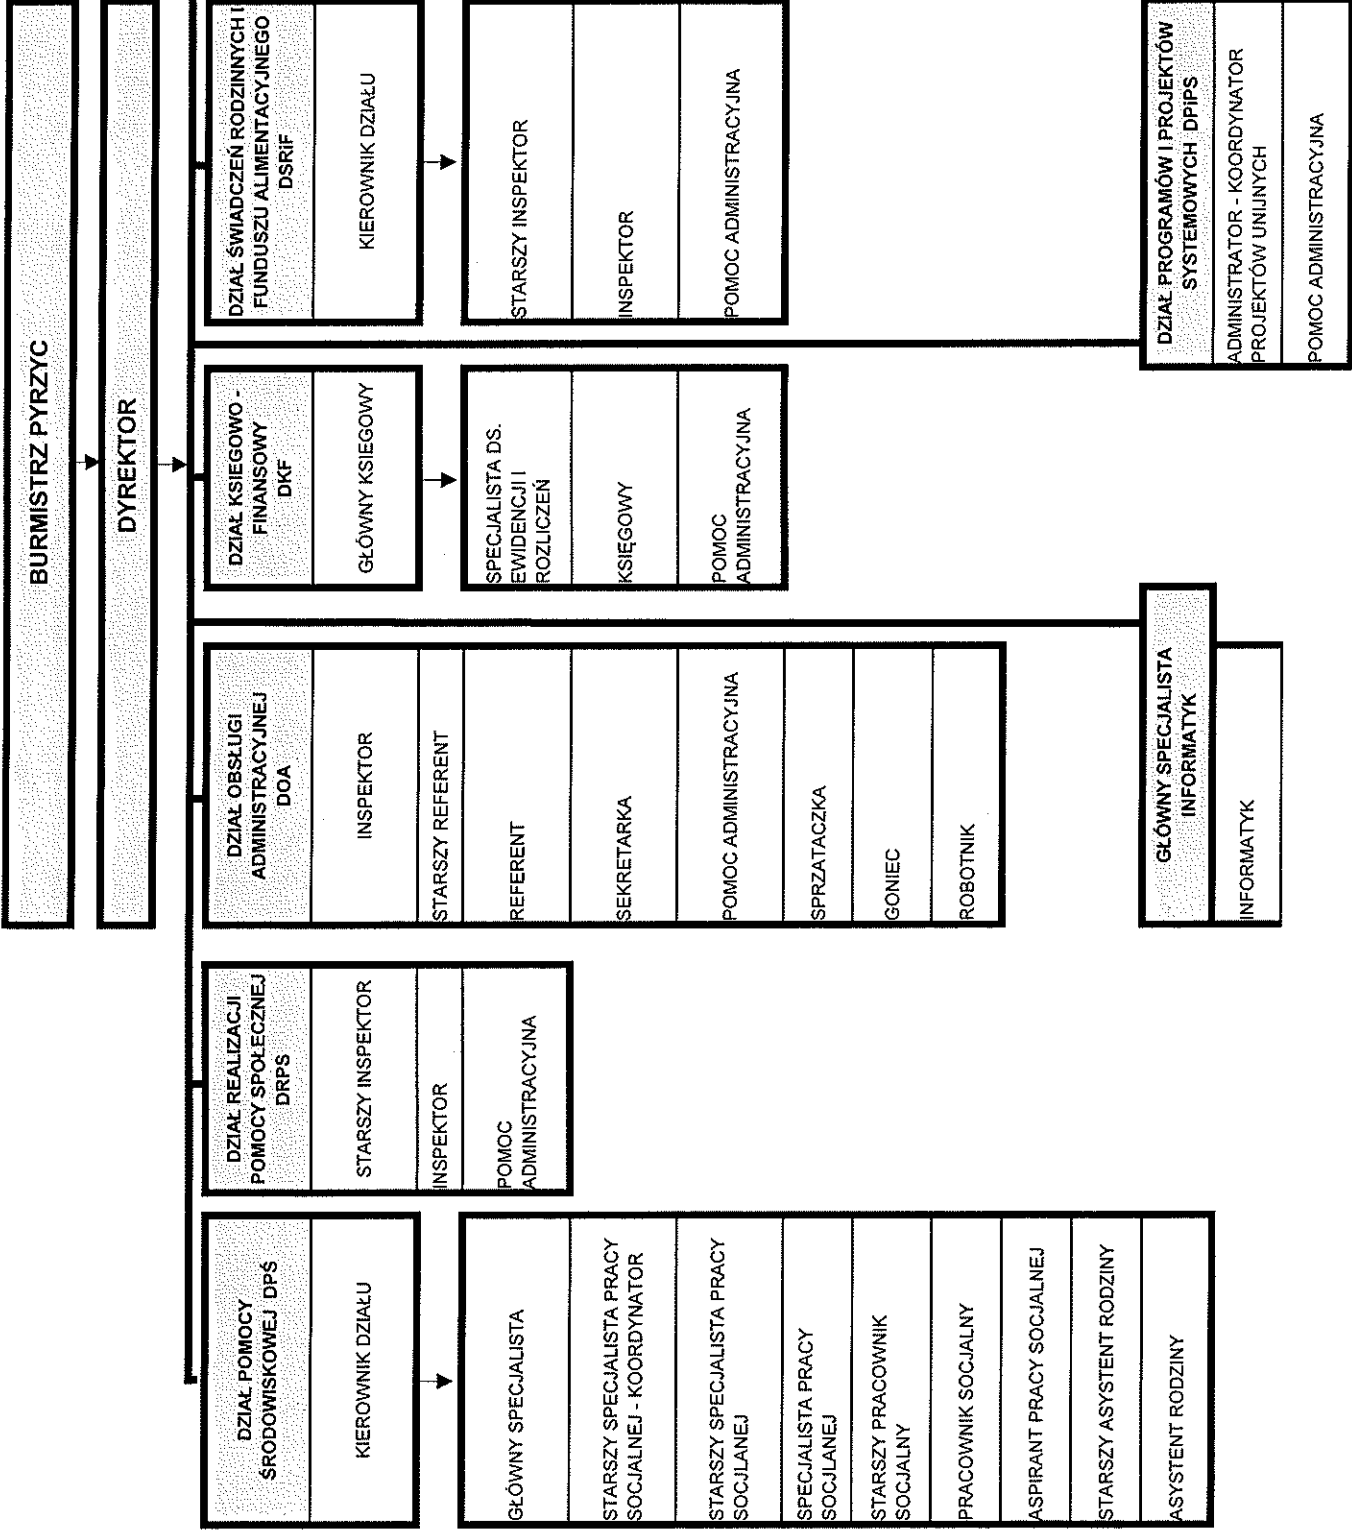 BURMISTRZ PYRZYC
DYREKTOR
DZIAŁ POMOCY
ŚRODOWISKOWEJ DPŚ
KIEROWNIK DZIAŁU
GŁÓWNY SPECJALISTA
STARSZY SPECJALISTA PRACY
SOCJALNEJ - KOORDYNATOR
STARSZY SPECJALISTA PRACY
SOCJLANEJ
SPECJALISTA PRACY
SOCJLANEJ
STARSZY PRACOWNIK
SOCJALNY
PRACOWNIK SOCJALNY
ASPIRANT PRACY SOCJALNEJ
STARSZY ASYSTENT RODZINY
ASYSTENT RODZINY
DZIAŁ REALIZACJI
POMOCY SPOŁECZNEJ
DRPS
STARSZY INSPEKTOR
INSPEKTOR
POMOC
ADMINISTRACYJNA
DZIAŁ OBSŁUGI
ADMINISTRACYJNEJ
DOA
INSPEKTOR
STARSZY REFERENT
REFERENT
SEKRETARKA
POMOC ADMINISTRACYJNA
SPRZATACZKA
GONIEC
ROBOTNIK
DZIAŁ KSIEGOWO -
FINANSOWY
DKF
GŁÓWNY KSIEGOWY
SPECJALISTA DS.
EWIDENCJI I
ROZLICZEŃ
KSIĘGOWY
POMOC
ADMINISTRACYJNA
DZIAŁ ŚWIADCZEŃ RODZINNYCH I
FUNDUSZU ALIMENTACYJNEGO
DSRiF
KIEROWNIK DZIAŁU
STARSZY INSPEKTOR
INSPEKTOR
POMOC ADMINISTRACYJNA
GŁÓWNY SPECJALISTA
INFORMATYK
INFORMATYK
DZIAŁ PROGRAMÓW I PROJEKTÓW
SYSTEMOWYCH DPiPS
ADMINISTRATOR - KOORDYNATOR
PROJEKTÓW UNIJNYCH
POMOC ADMINISTRACYJNA